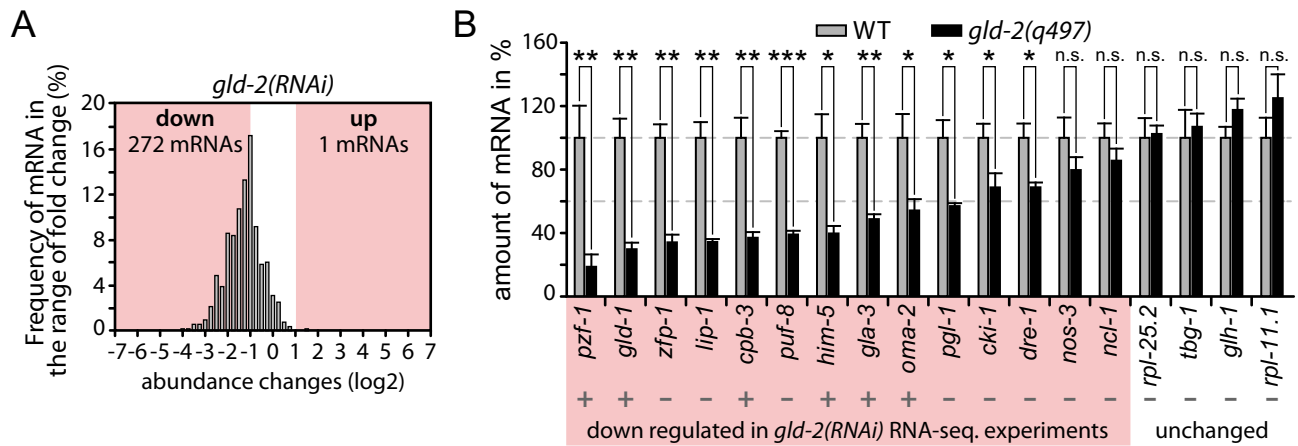 A
gld-2(RNAi)
Frequency of mRNA in
the range of fold change (%)
20
16
12
8
4
0
down
272 mRNAs
up
1 mRNAs
-7 -6 -5 -4 -3 -2 -1 0 1 2 3 4 5 6 7
abundance changes (log2)
B
WT gld-2(q497)
amount of mRNA in %
160
120
80
40
0
** ** ** ** ** *** * ** * * * * n.s. n.s. n.s. n.s. n.s. n.s.
pzf-1 gld-1 zfp-1 lip-1 cpb-3 puf-8 him-5 gla-3 oma-2 pgl-1 cki-1 dre-1 nos-3 ncl-1 rpl-25.2 tbg-1 glh-1 rpl-11.1
+ + − − + − + + + − − − − − − − − −
down regulated in gld-2(RNAi) RNA-seq. experiments
unchanged